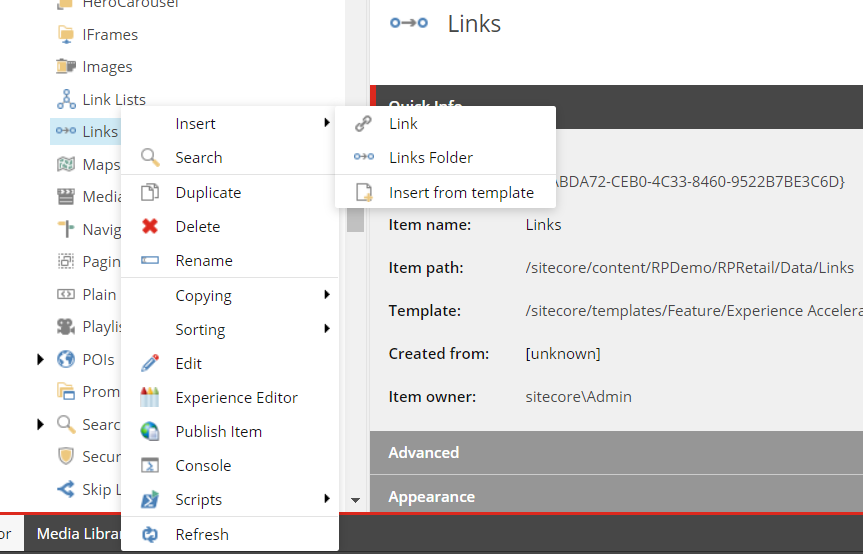 HeroCarousel
IFrames
Images
Link Lists
Links
Maps
Media
Navig
Pagin
Plain
Playlis
POIs
Prom
Searc
Secur
Skip L
or
Media Librar
Insert
Search
Duplicate
Delete
Rename
Copying
Sorting
Edit
Experience Editor
Publish Item
Console
Scripts
Refresh
Link
Links Folder
Insert from template
Links
Quick Info
BDA72-CEB0-4C33-8460-9522B7BE3C6D}
Item name: Links
Item path: /sitecore/content/RPDemo/RPRetail/Data/Links
Template: /sitecore/templates/Feature/Experience Accelera
Created from: [unknown]
Item owner: sitecore\Admin
Advanced
Appearance